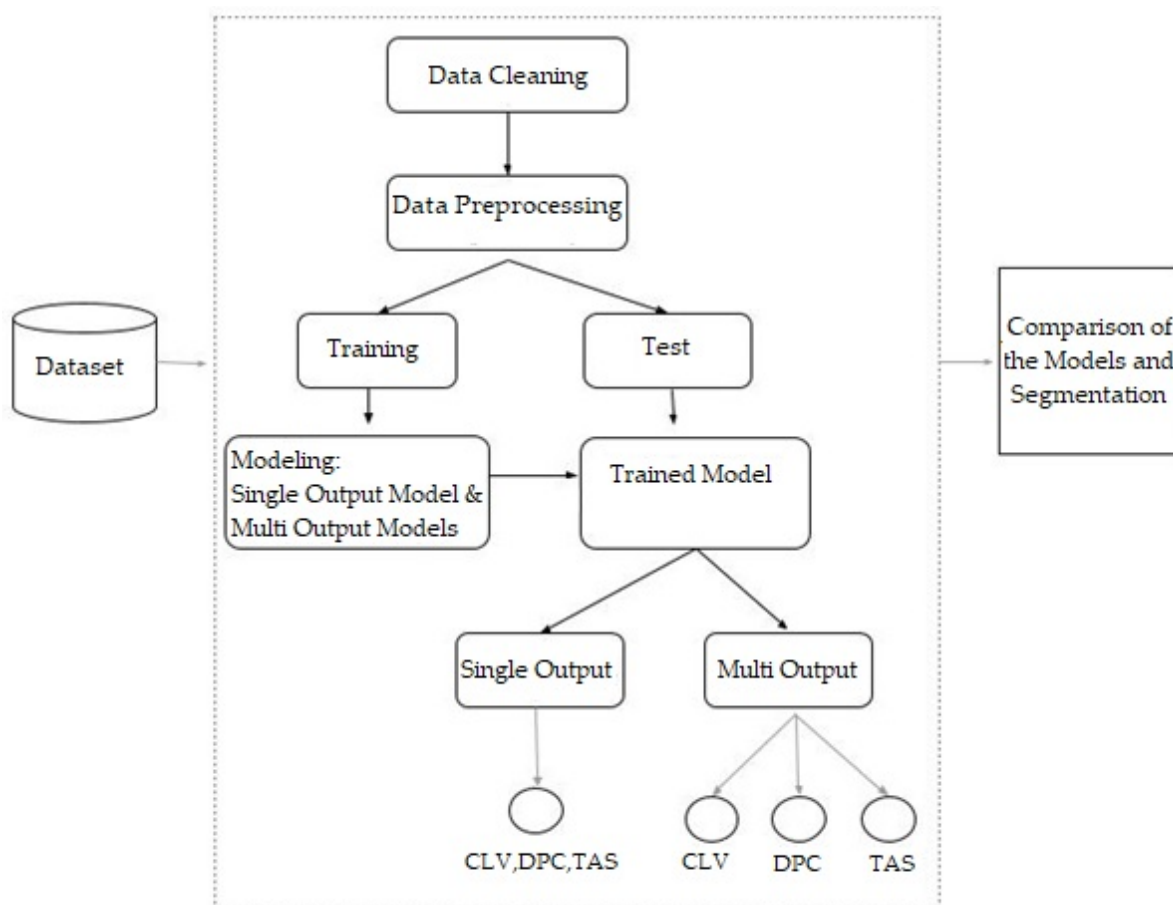 Data Cleaning
Data Preprocessing
Training
Test
Dataset
Comparison of
the Models and
Segmentation
Modeling:
Single Output Model &
Multi Output Models
Trained Model
Single Output
Multi Output
CLV,DPC,TAS
CLV
DPC
TAS